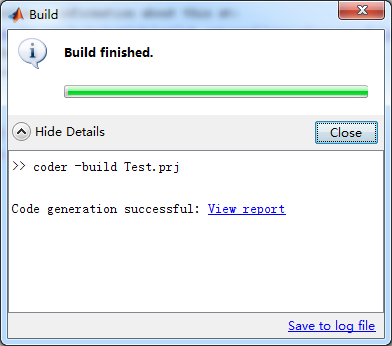 Build
Build finished.
Hide Details
Close
>> coder -build Test.prj
Code generation successful: View report
Save to log file